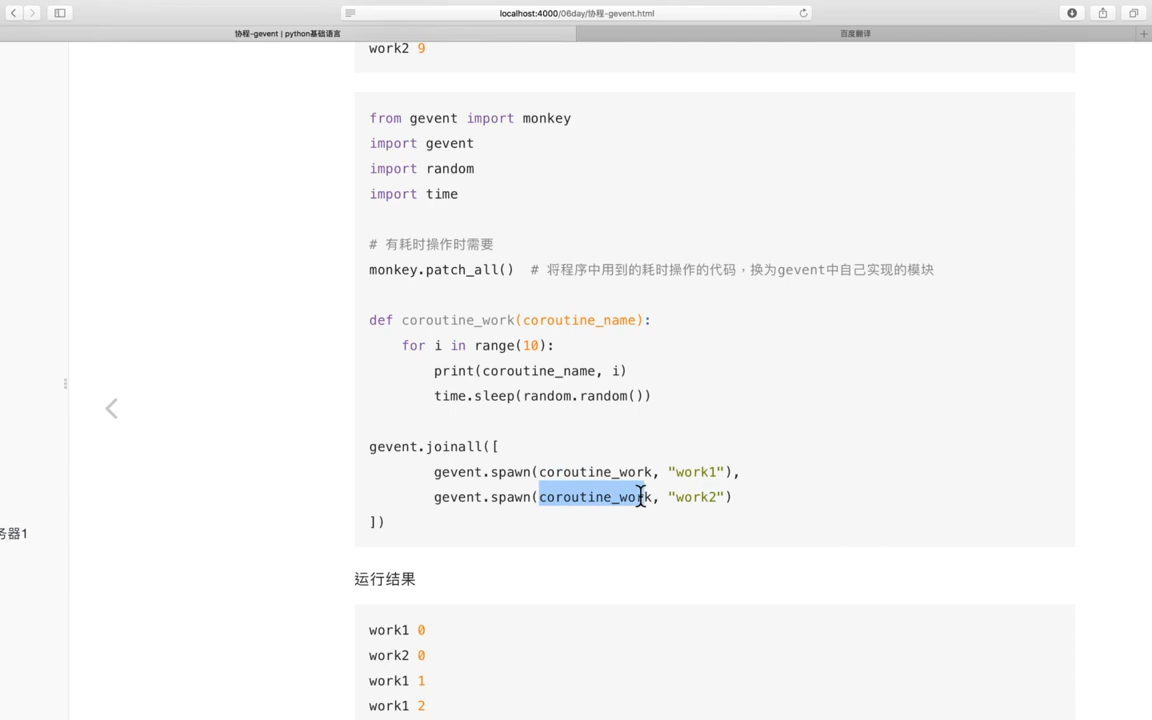 localhost:4000/06day/协程-gevent.html
协程-gevent | python基础语言
百度翻译
work2 9
from gevent import monkey
import gevent
import random
import time
# 有耗时操作时需要
monkey.patch_all()  # 将程序中用到的耗时操作的代码，换为gevent中自己实现的模块
def coroutine_work(coroutine_name):
    for i in range(10):
        print(coroutine_name, i)
        time.sleep(random.random())
gevent.joinall([
        gevent.spawn(coroutine_work, "work1"),
        gevent.spawn(coroutine_work, "work2")
])
务器1
运行结果
work1 0
work2 0
work1 1
work1 2